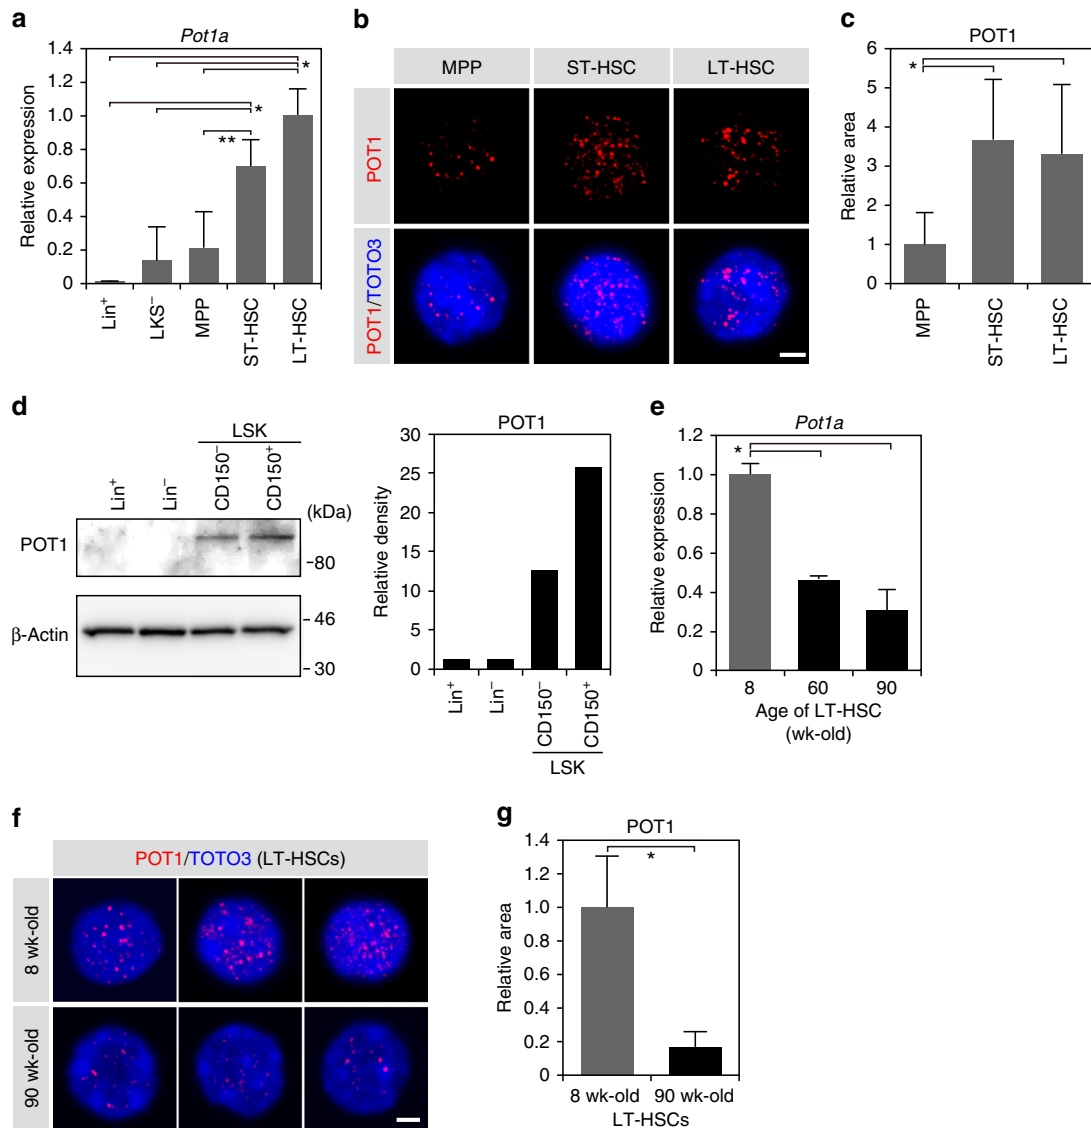 a
Pot1a
Relative expression
1.4
1.2
1.0
0.8
0.6
0.4
0.2
0
*
*
**
Lin+
LKS−
MPP
ST-HSC
LT-HSC
b
MPP
ST-HSC
LT-HSC
POT1
POT1/TOTO3
c
POT1
Relative area
6
5
4
3
2
1
0
*
MPP
ST-HSC
LT-HSC
d
LSK
Lin+
Lin−
CD150−
CD150+
(kDa)
POT1
-80
β-Actin
-46
-30
POT1
Relative density
30
25
20
15
10
5
0
Lin+
Lin−
CD150−
CD150+
LSK
e
Pot1a
Relative expression
1.2
1.0
0.8
0.6
0.4
0.2
0
*
8
60
90
Age of LT-HSC
(wk-old)
f
POT1/TOTO3 (LT-HSCs)
8 wk-old
90 wk-old
g
POT1
Relative area
1.4
1.2
1.0
0.8
0.6
0.4
0.2
0
*
8 wk-old
90 wk-old
LT-HSCs